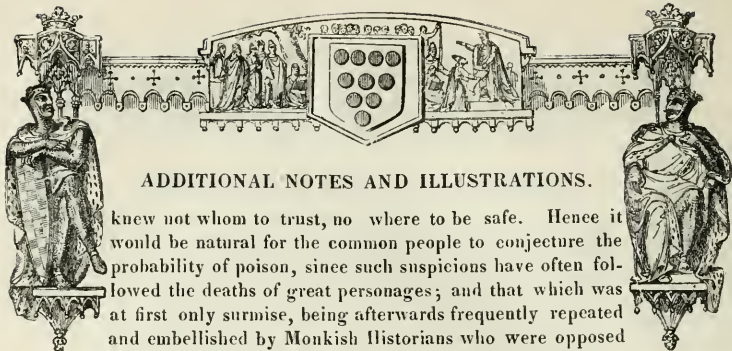 ADDITIONAL NOTES AND ILLUSTRATIONS.
knew not whom to trust, no where to be safe. Hence it
would be natural for the common people to conjecture the
probability of poison, since such suspicions have often fol-
lowed the deaths of great personages; and that which was
at first only surmise, being afterwards frequently repeated
and embellished by Monkish Historians who were opposed